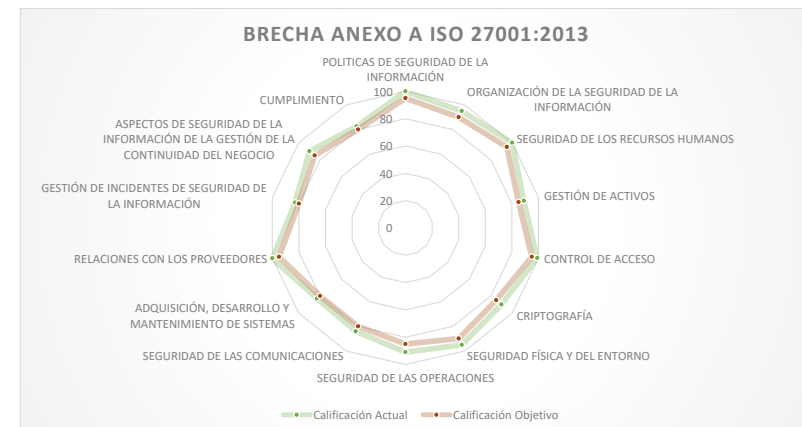 BRECHA ANEXO A ISO 27001:2013
POLITICAS DE SEGURIDAD DE LA
INFORMACIÓN
ORGANIZACIÓN DE LA SEGURIDAD DE LA
INFORMACIÓN
SEGURIDAD DE LOS RECURSOS HUMANOS
GESTIÓN DE ACTIVOS
CONTROL DE ACCESO
CRIPTOGRAFÍA
SEGURIDAD FÍSICA Y DEL ENTORNO
SEGURIDAD DE LAS OPERACIONES
SEGURIDAD DE LAS COMUNICACIONES
ADQUISICIÓN, DESARROLLO Y
MANTENIMIENTO DE SISTEMAS
RELACIONES CON LOS PROVEEDORES
GESTIÓN DE INCIDENTES DE SEGURIDAD DE
LA INFORMACIÓN
ASPECTOS DE SEGURIDAD DE LA
INFORMACIÓN DE LA GESTIÓN DE LA
CONTINUIDAD DEL NEGOCIO
CUMPLIMIENTO
100
80
60
40
20
0
Calificación Actual
Calificación Objetivo